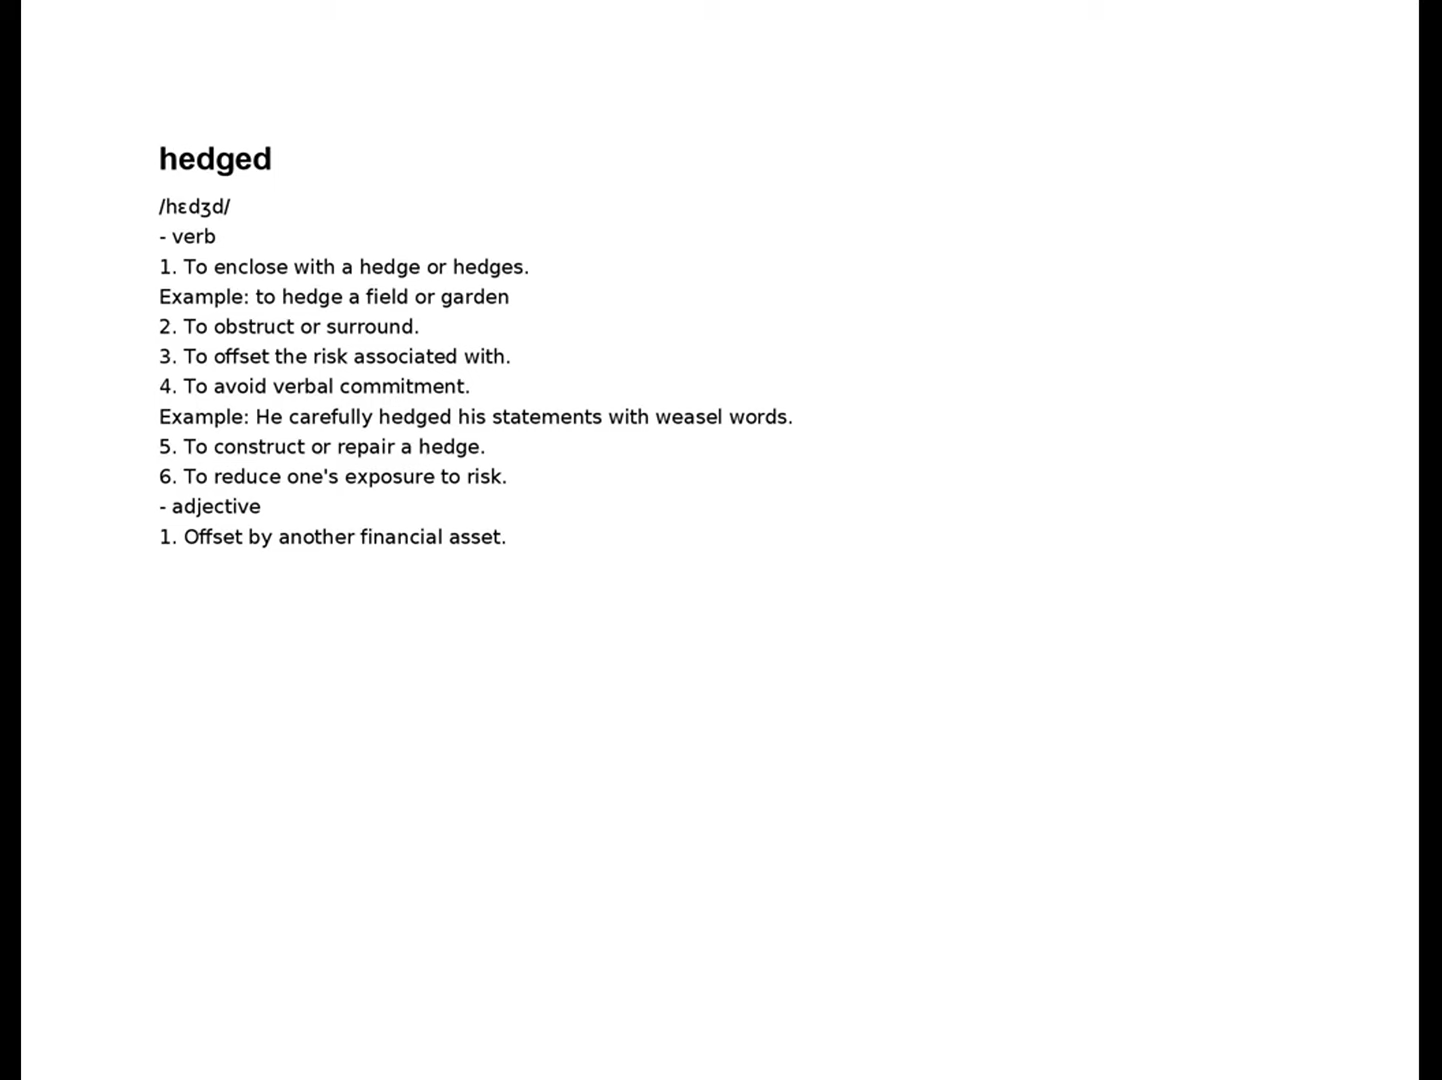 hedged
/hɛdʒd/
- verb
1. To enclose with a hedge or hedges.
Example: to hedge a field or garden
2. To obstruct or surround.
3. To offset the risk associated with.
4. To avoid verbal commitment.
Example: He carefully hedged his statements with weasel words.
5. To construct or repair a hedge.
6. To reduce one's exposure to risk.
- adjective
1. Offset by another financial asset.